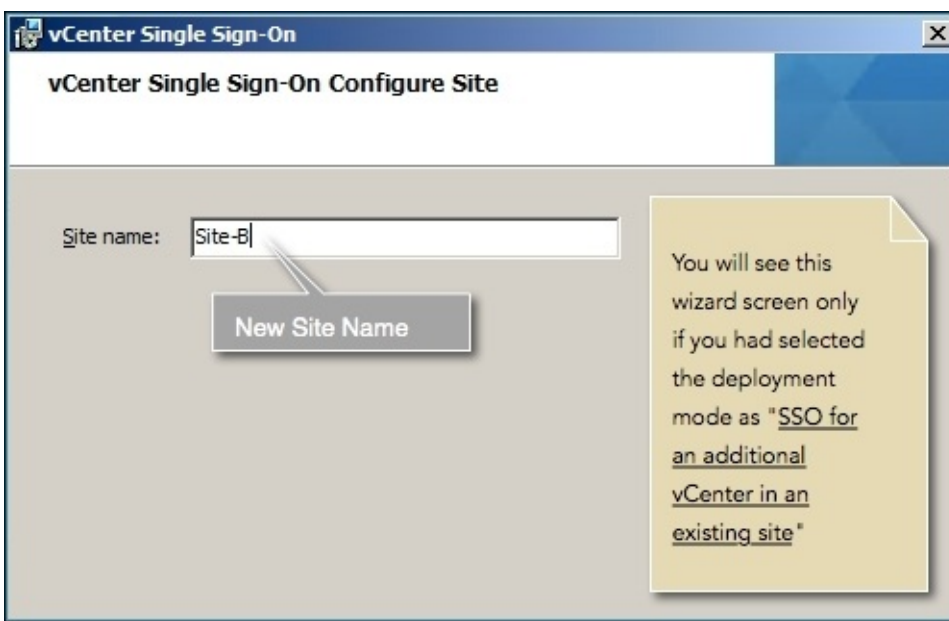 vCenter Single Sign-On
vCenter Single Sign-On Configure Site
Site name:
Site-B
New Site Name
You will see this
wizard screen only
if you had selected
the deployment
mode as "SSO for
an additional
vCenter in an
existing site"